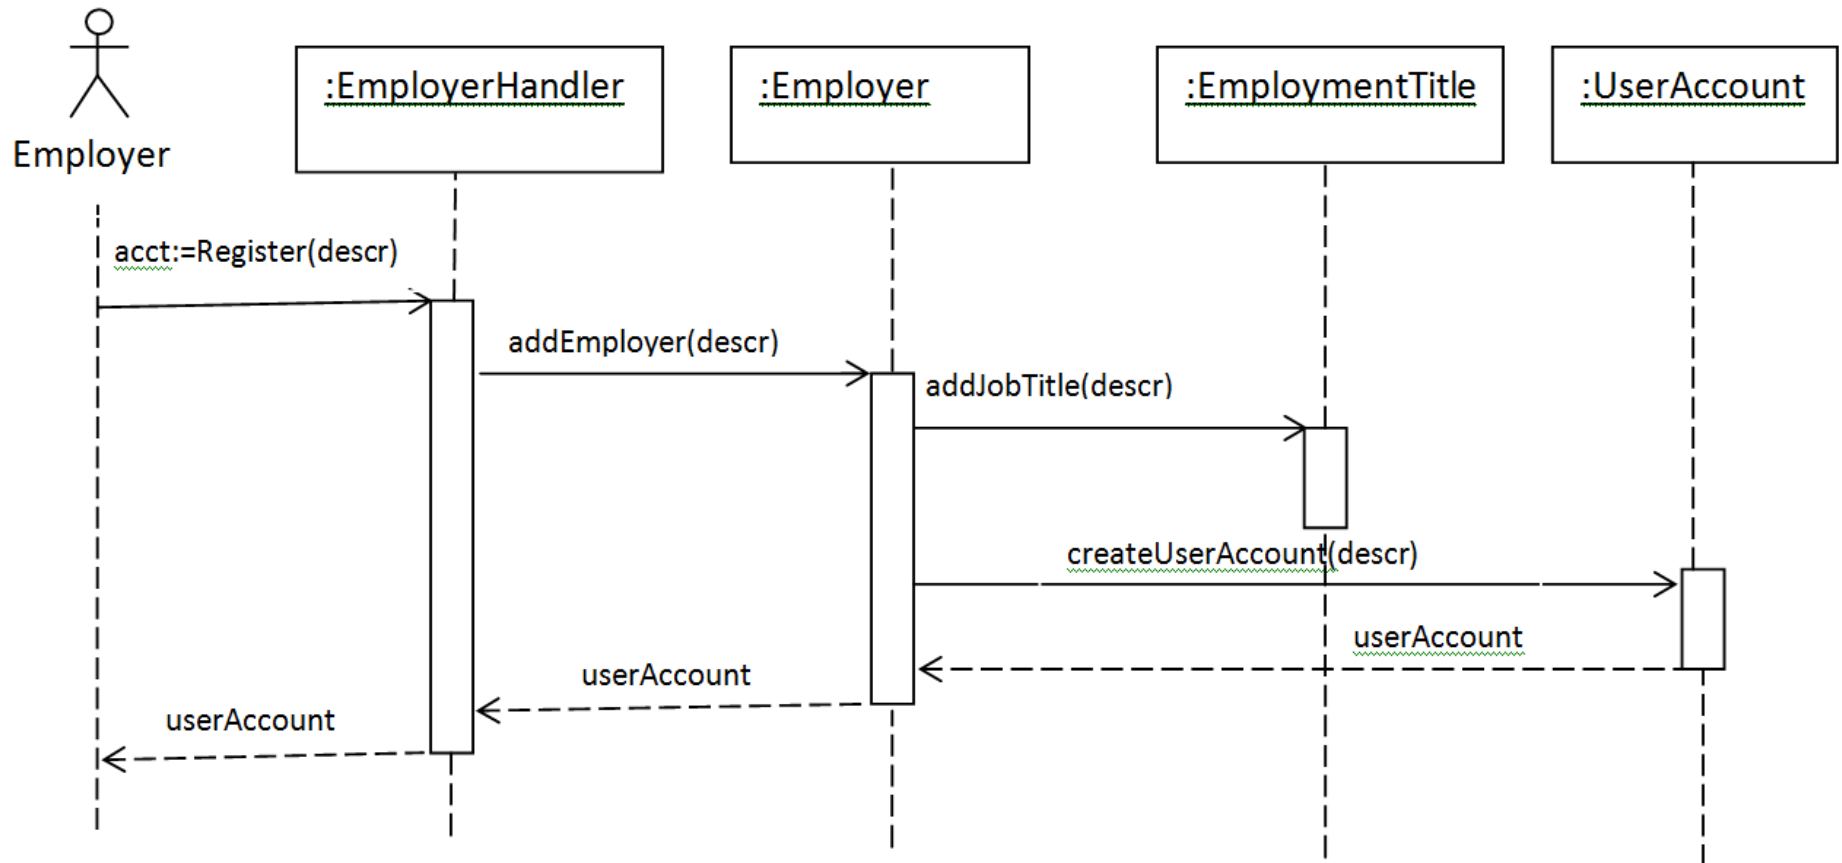 :EmployerHandler
:Employer
:EmploymentTitle
:UserAccount
Employer
acct:=Register(descr)
addEmployer(descr)
addJobTitle(descr)
createUserAccount(descr)
userAccount
userAccount
userAccount